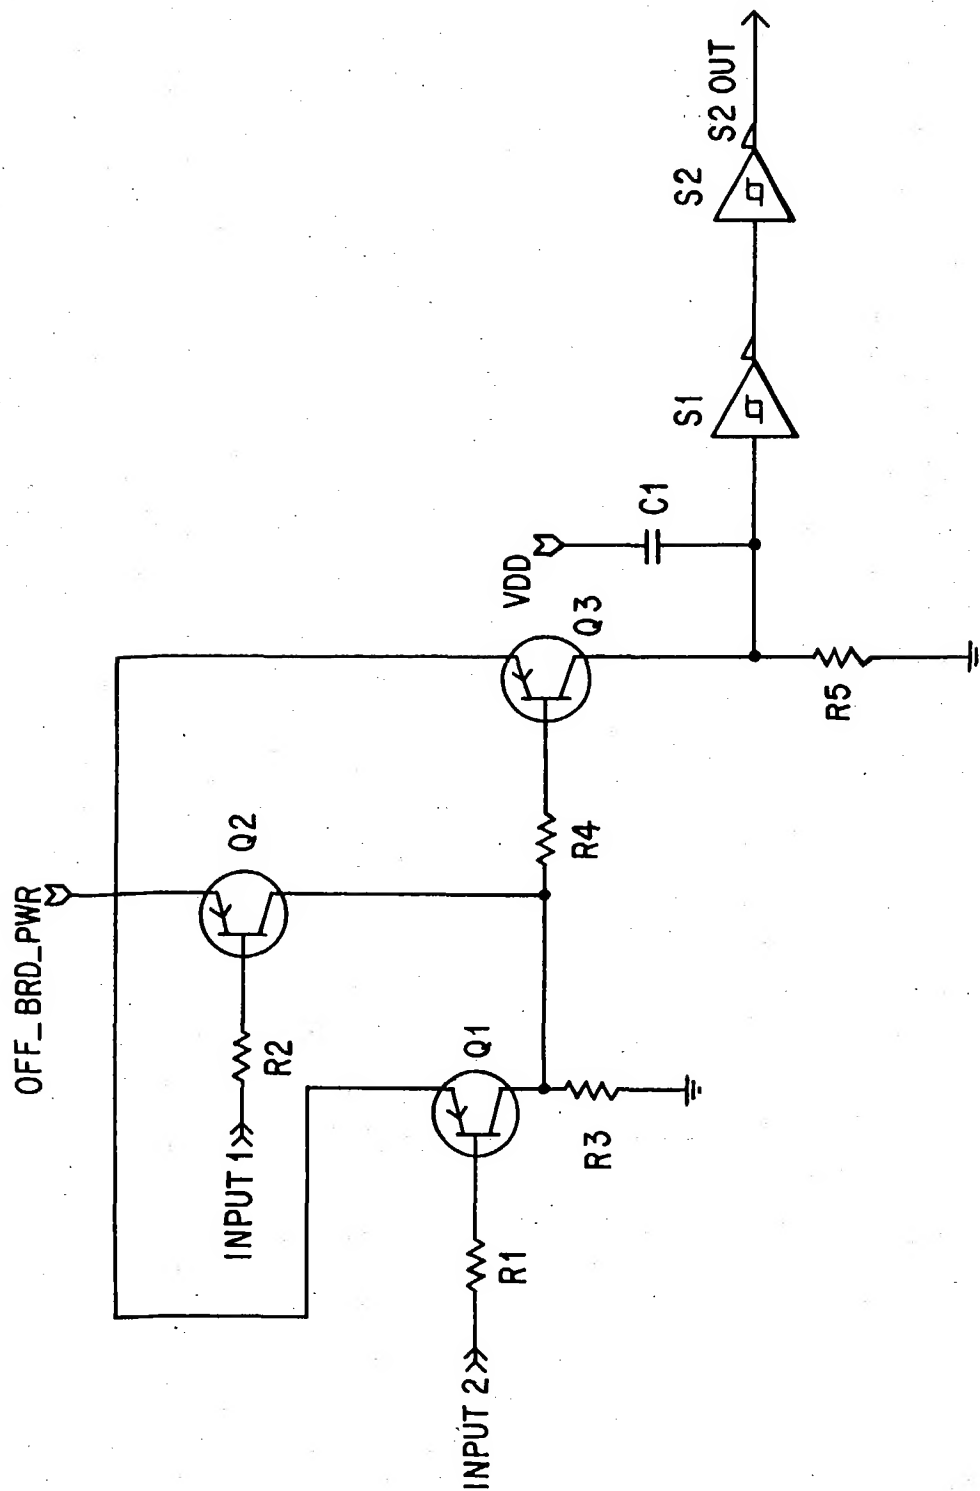 OFF_BRD_PWR
INPUT 1
R2
Q2
INPUT 2
R1
Q1
R3
R4
Q3
VDD
C1
R5
S1
S2
S2 OUT